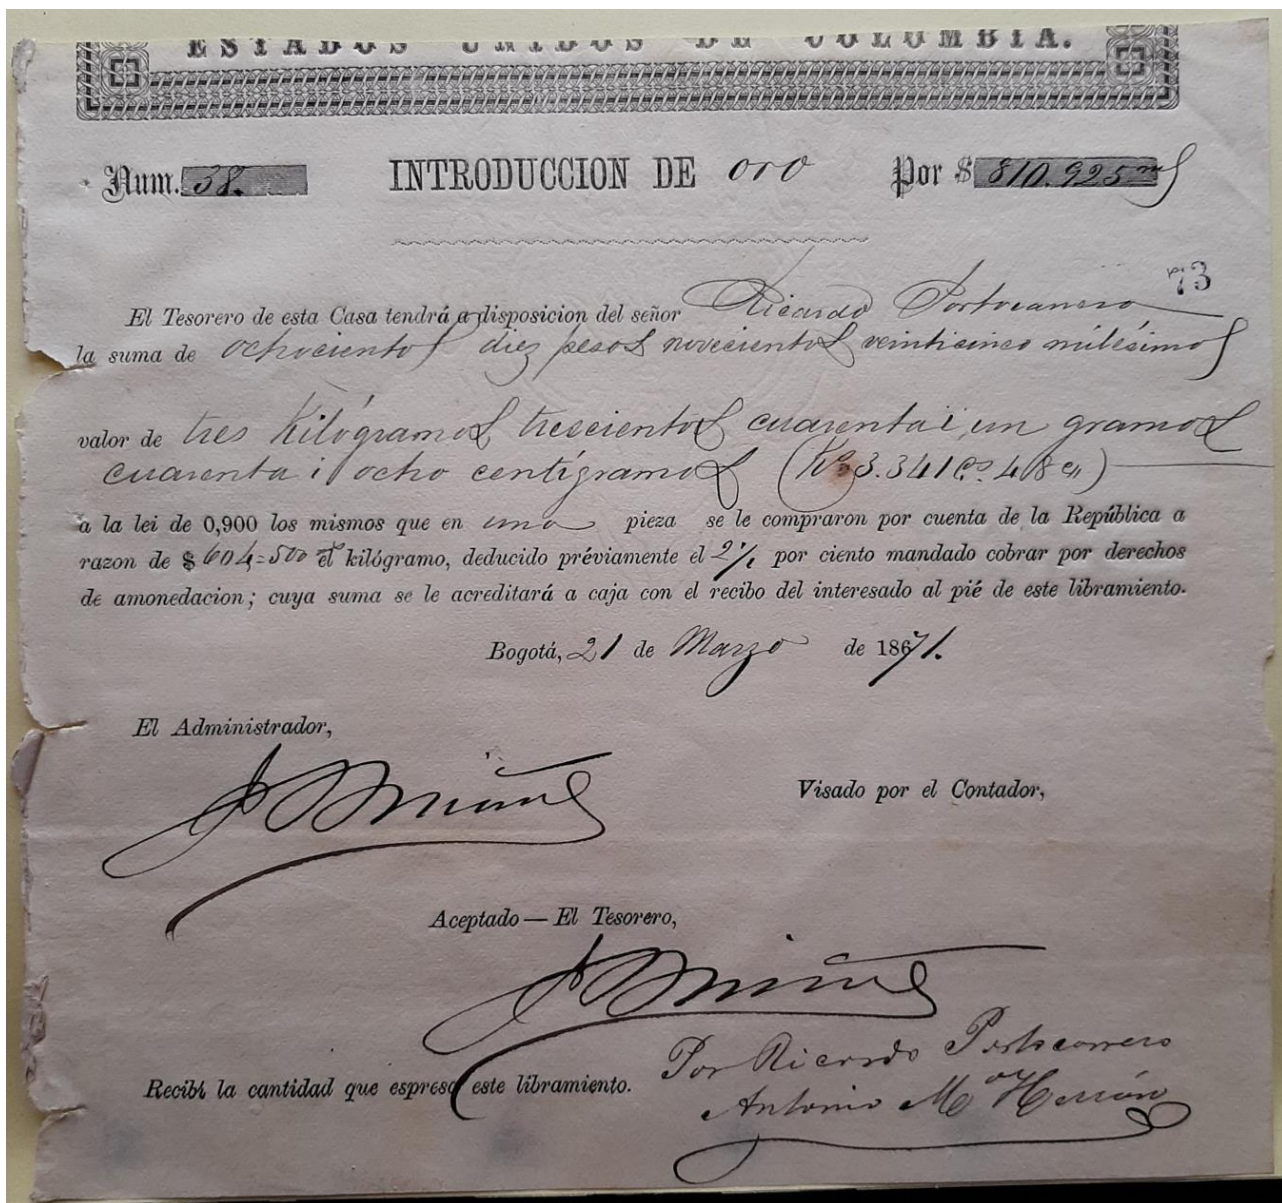 ESTADOS UNIDOS DE COLOMBIA.
Num. 38. INTRODUCCION DE oro Por $ 810.925 ms
73
El Tesorero de esta Casa tendrá a disposicion del señor Ricardo Portocarrero
la suma de ochocientos diez pesos novecientos veinticinco milésimos
valor de tres Kilógramos, trescientos cuarenta i un gramos
cuarenta i ocho centígramos (Ks 3.341 gs. 48 c.)
a la lei de 0,900 los mismos que en una pieza se le compraron por cuenta de la República a
razon de $ 604=500 el kilógramo, deducido préviamente el 2 % por ciento mandado cobrar por derechos
de amonedacion; cuya suma se le acreditará a caja con el recibo del interesado al pié de este libramiento.
Bogotá, 21 de Marzo de 1871.
El Administrador,
Visado por el Contador,
Aceptado — El Tesorero,
Por Ricardo Portocarrero
Recibí la cantidad que espresa este libramiento.
Antonio Ma Herrán